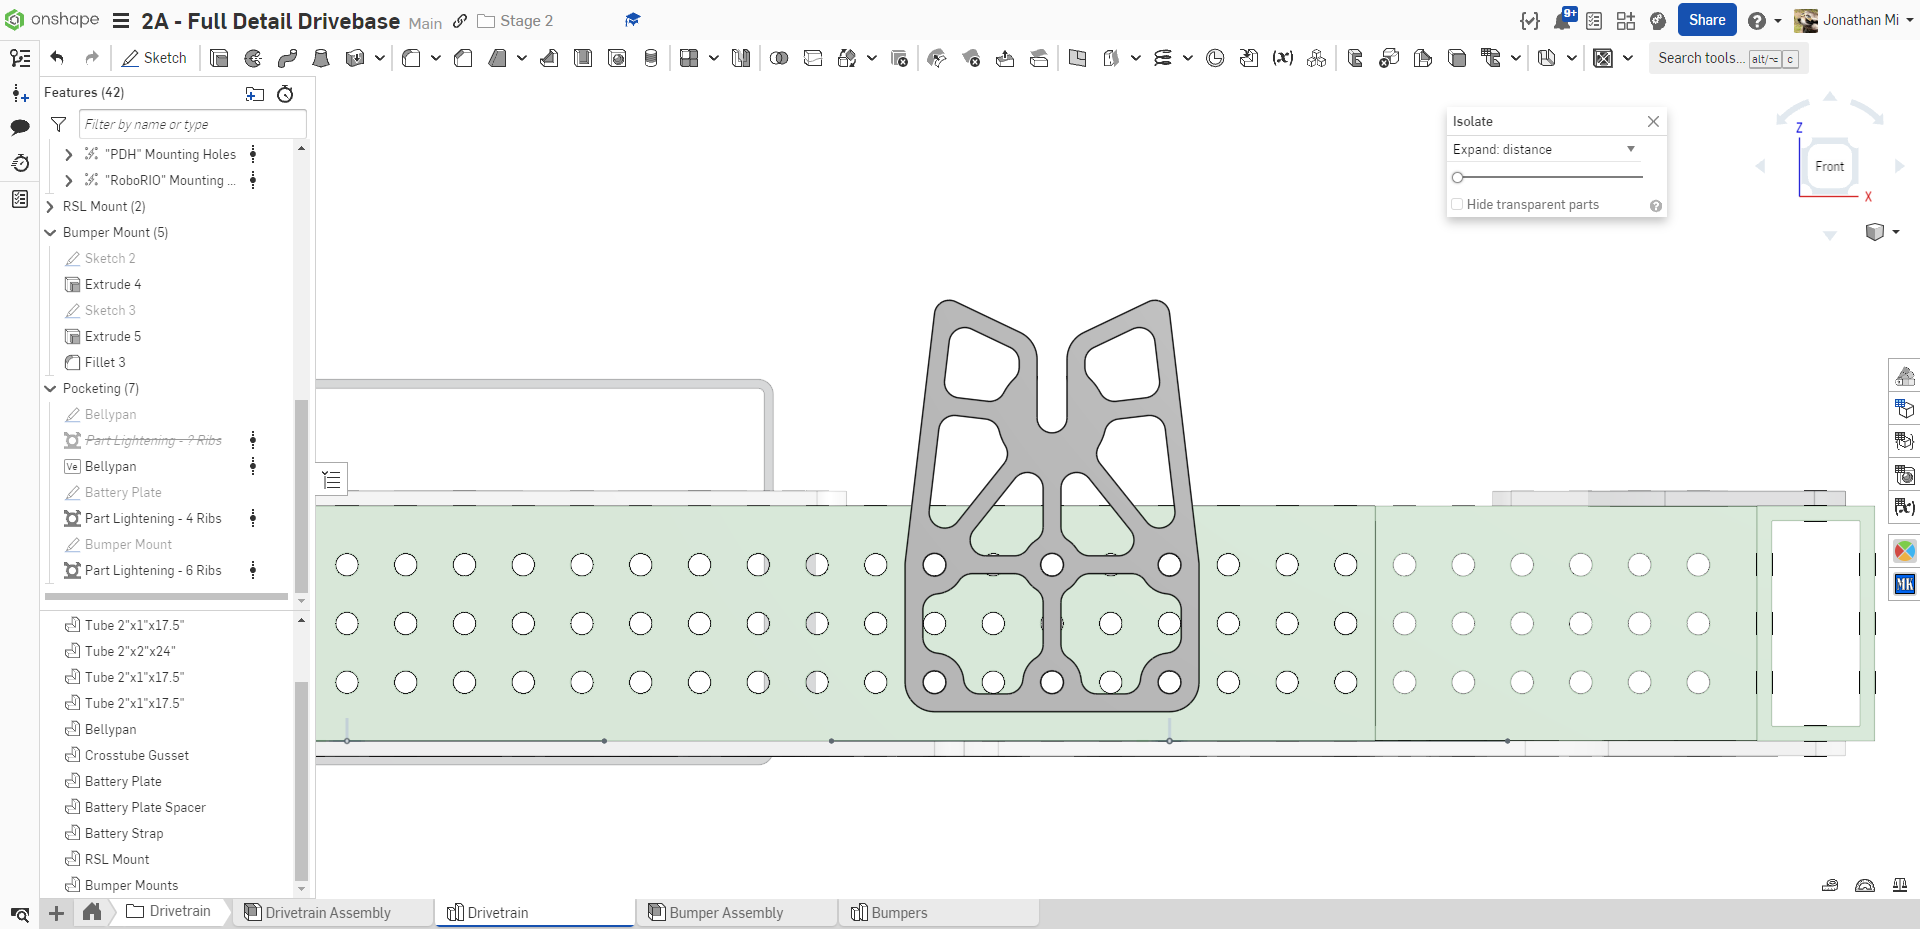 onshape
2A - Full Detail Drivebase
Main
Stage 2
9+
Share
Jonathan Mi
Sketch
Search tools...
alt/⌥
c
Features (42)
Filter by name or type
"PDH" Mounting Holes
"RoboRIO" Mounting ...
RSL Mount (2)
Bumper Mount (5)
Sketch 2
Extrude 4
Sketch 3
Extrude 5
Fillet 3
Pocketing (7)
Bellypan
Part Lightening - ? Ribs
Ve
Bellypan
Battery Plate
Part Lightening - 4 Ribs
Bumper Mount
Part Lightening - 6 Ribs
Tube 2"x1"x17.5"
Tube 2"x2"x24"
Tube 2"x1"x17.5"
Tube 2"x1"x17.5"
Bellypan
Crosstube Gusset
Battery Plate
Battery Plate Spacer
Battery Strap
RSL Mount
Bumper Mounts
Isolate
Expand: distance
Hide transparent parts
Z
Front
X
MK
Drivetrain
Drivetrain Assembly
Drivetrain
Bumper Assembly
Bumpers